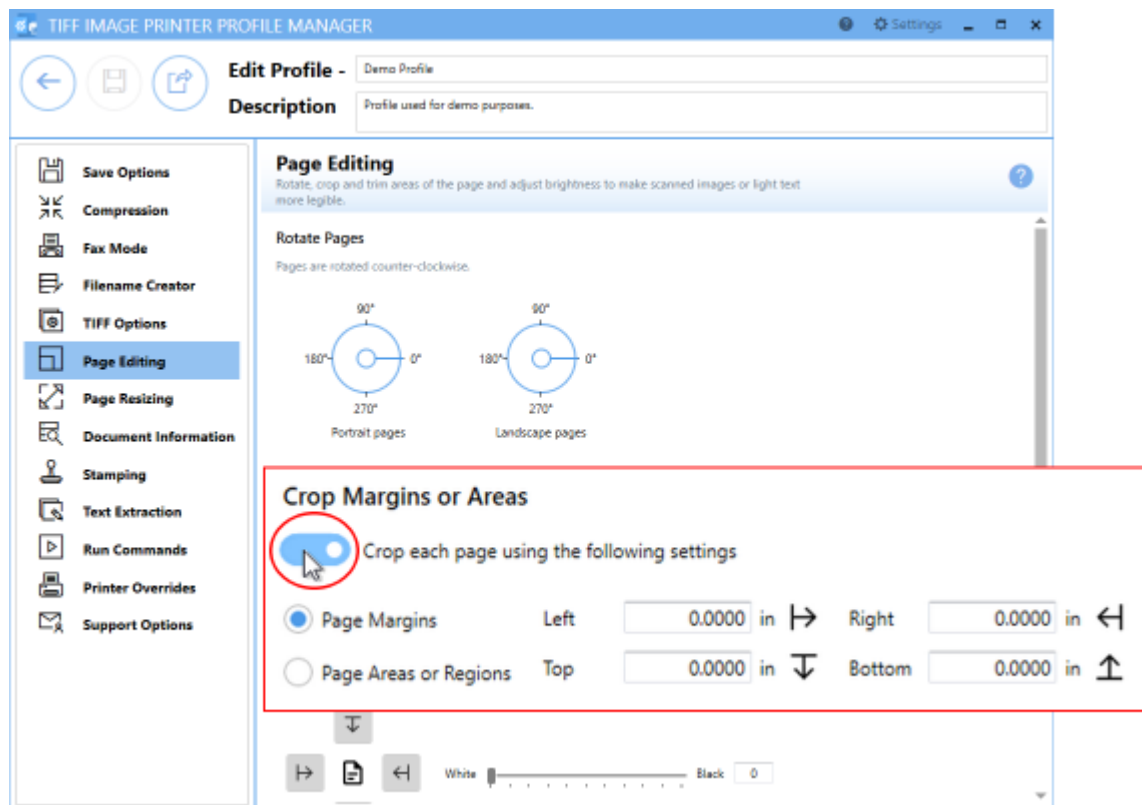 TIFF IMAGE PRINTER PROFILE MANAGER
Settings
Edit Profile - Demo Profile
Description Profile used for demo purposes.
Save Options
Compression
Fax Mode
Filename Creator
TIFF Options
Page Editing
Page Resizing
Document Information
Stamping
Text Extraction
Run Commands
Printer Overrides
Support Options
Page Editing
Rotate, crop and trim areas of the page and adjust brightness to make scanned images or light text
more legible.
Rotate Pages
Pages are rotated counter-clockwise.
90° 90°
180° 0° 180° 0°
270° 270°
Portrait pages Landscape pages
Crop Margins or Areas
Crop each page using the following settings
Page Margins Left 0.0000 in Right 0.0000 in
Page Areas or Regions Top 0.0000 in Bottom 0.0000 in
White Black 0